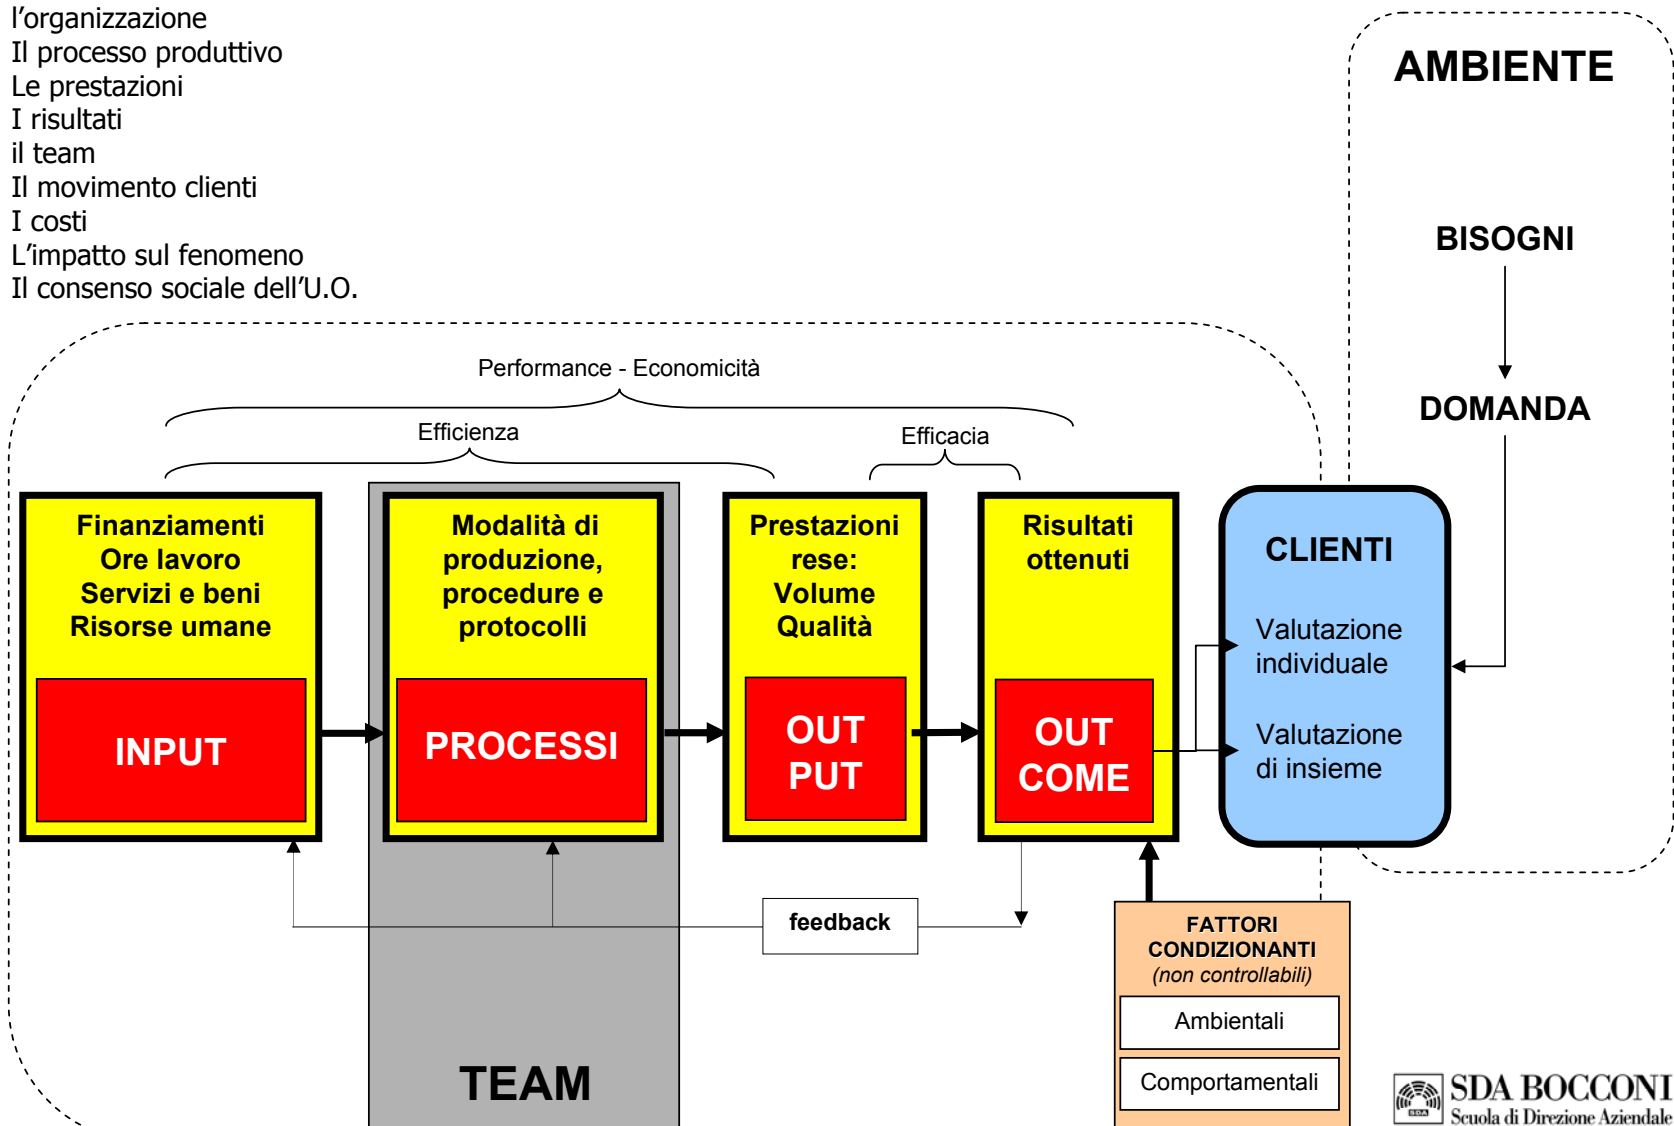 l'organizzazione
Il processo produttivo
Le prestazioni
I risultati
il team
Il movimento clienti
I costi
L'impatto sul fenomeno
Il consenso sociale dell'U.O.
AMBIENTE
BISOGNI
DOMANDA
Performance - Economicità
Efficienza
Efficacia
Finanziamenti
Ore lavoro
Servizi e beni
Risorse umane
INPUT
Modalità di
produzione,
procedure e
protocolli
PROCESSI
Prestazioni
rese:
Volume
Qualità
OUT
PUT
Risultati
ottenuti
OUT
COME
CLIENTI
Valutazione
individuale
Valutazione
di insieme
feedback
TEAM
FATTORI
CONDIZIONANTI
(non controllabili)
Ambientali
Comportamentali
SDA
SDA BOCCONI
Scuola di Direzione Aziendale